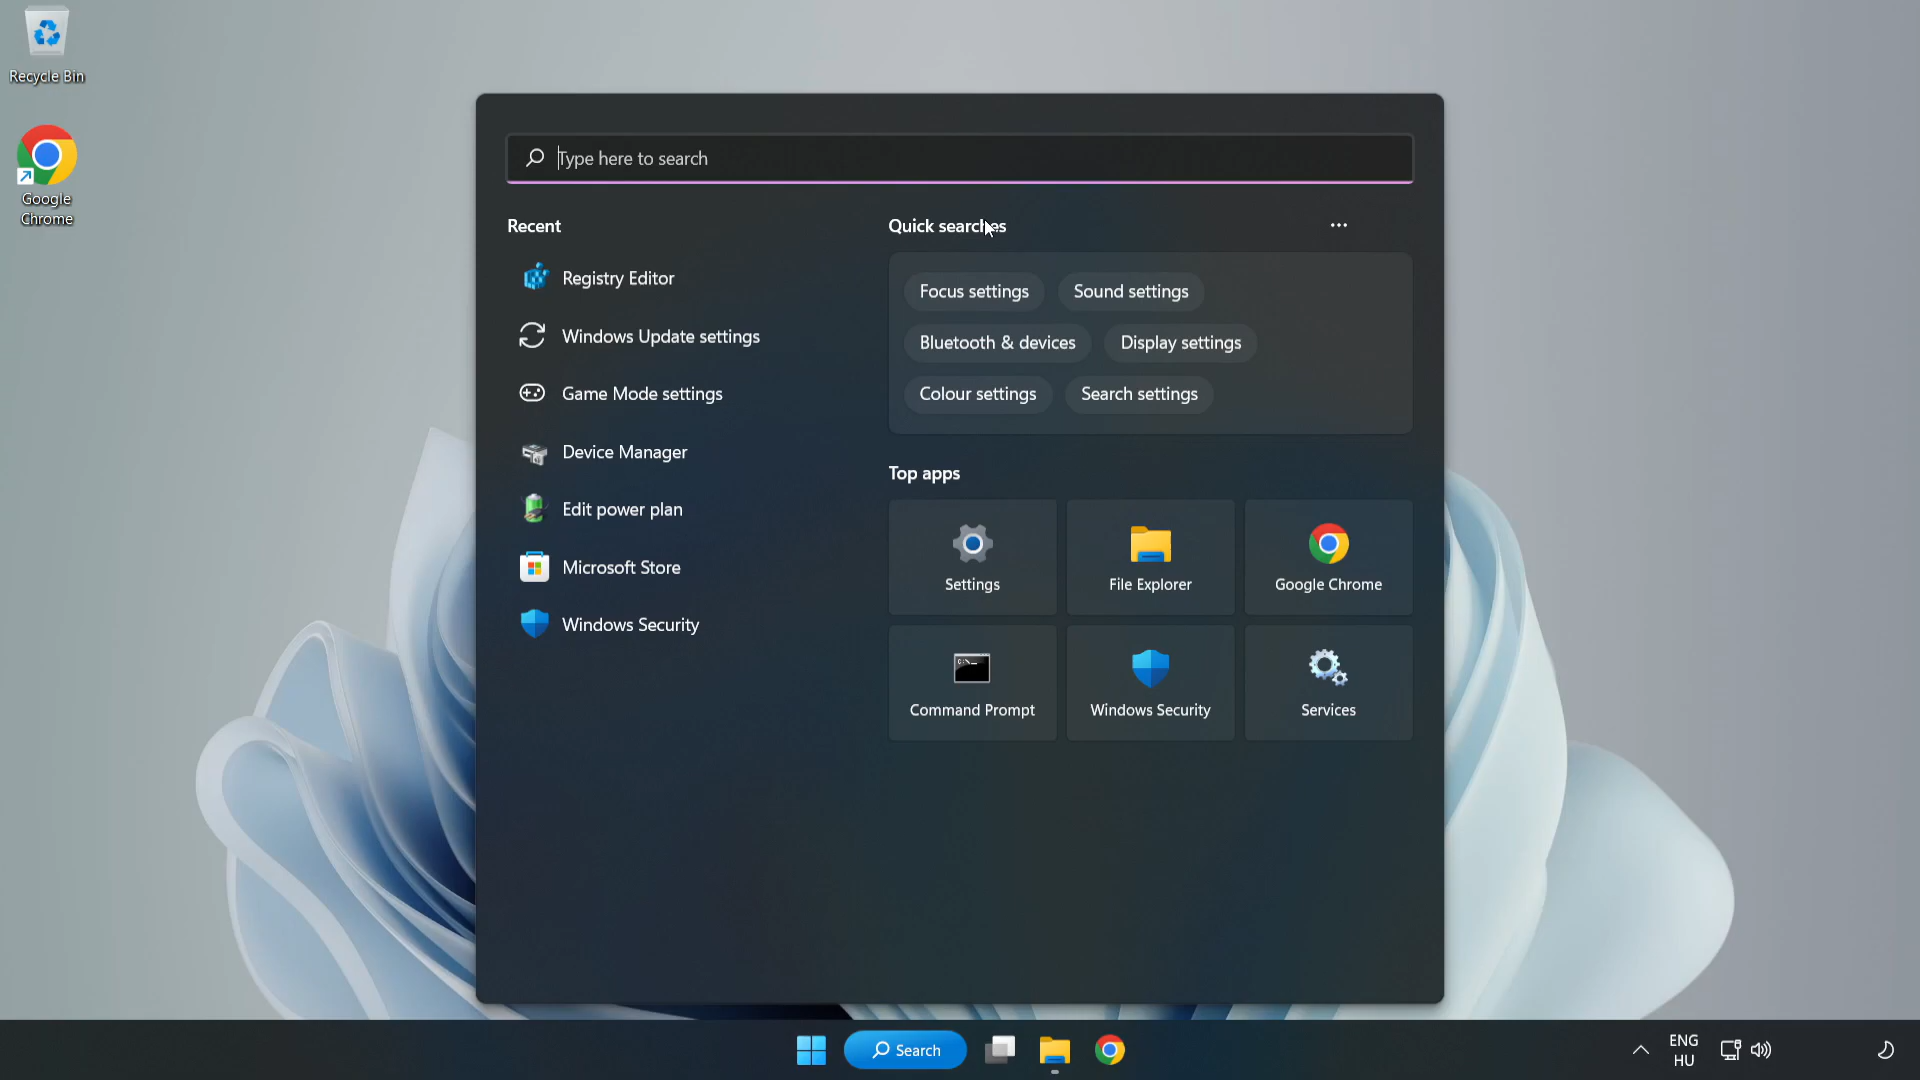 Recycle Bin
Google
Chrome
Type here to search
Recent
Registry Editor
Windows Update settings
Game Mode settings
Device Manager
Edit power plan
Microsoft Store
Windows Security
Quick searches
Focus settings
Sound settings
Bluetooth & devices
Display settings
Colour settings
Search settings
Top apps
Settings
File Explorer
Google Chrome
Command Prompt
Windows Security
Services
Search
ENG
HU